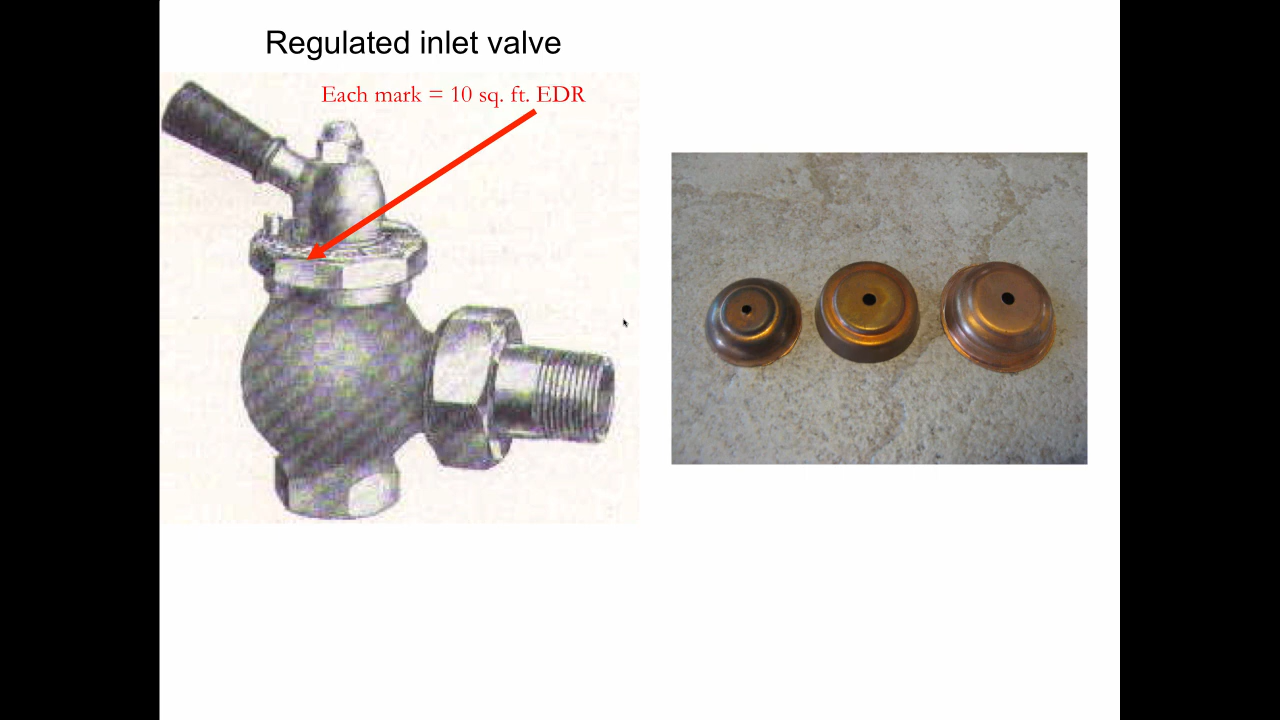 Regulated inlet valve
Each mark = 10 sq. ft. EDR